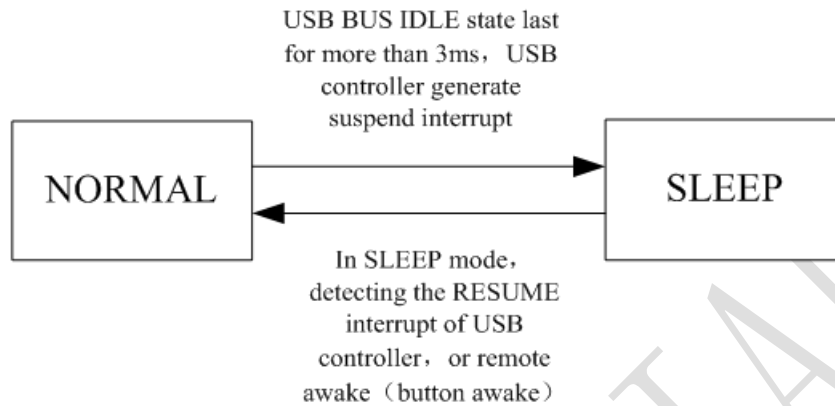 USB BUS IDLE state last
for more than 3ms，USB
controller generate
suspend interrupt
NORMAL
SLEEP
In SLEEP mode，
detecting the RESUME
interrupt of USB
controller，or remote
awake（button awake）